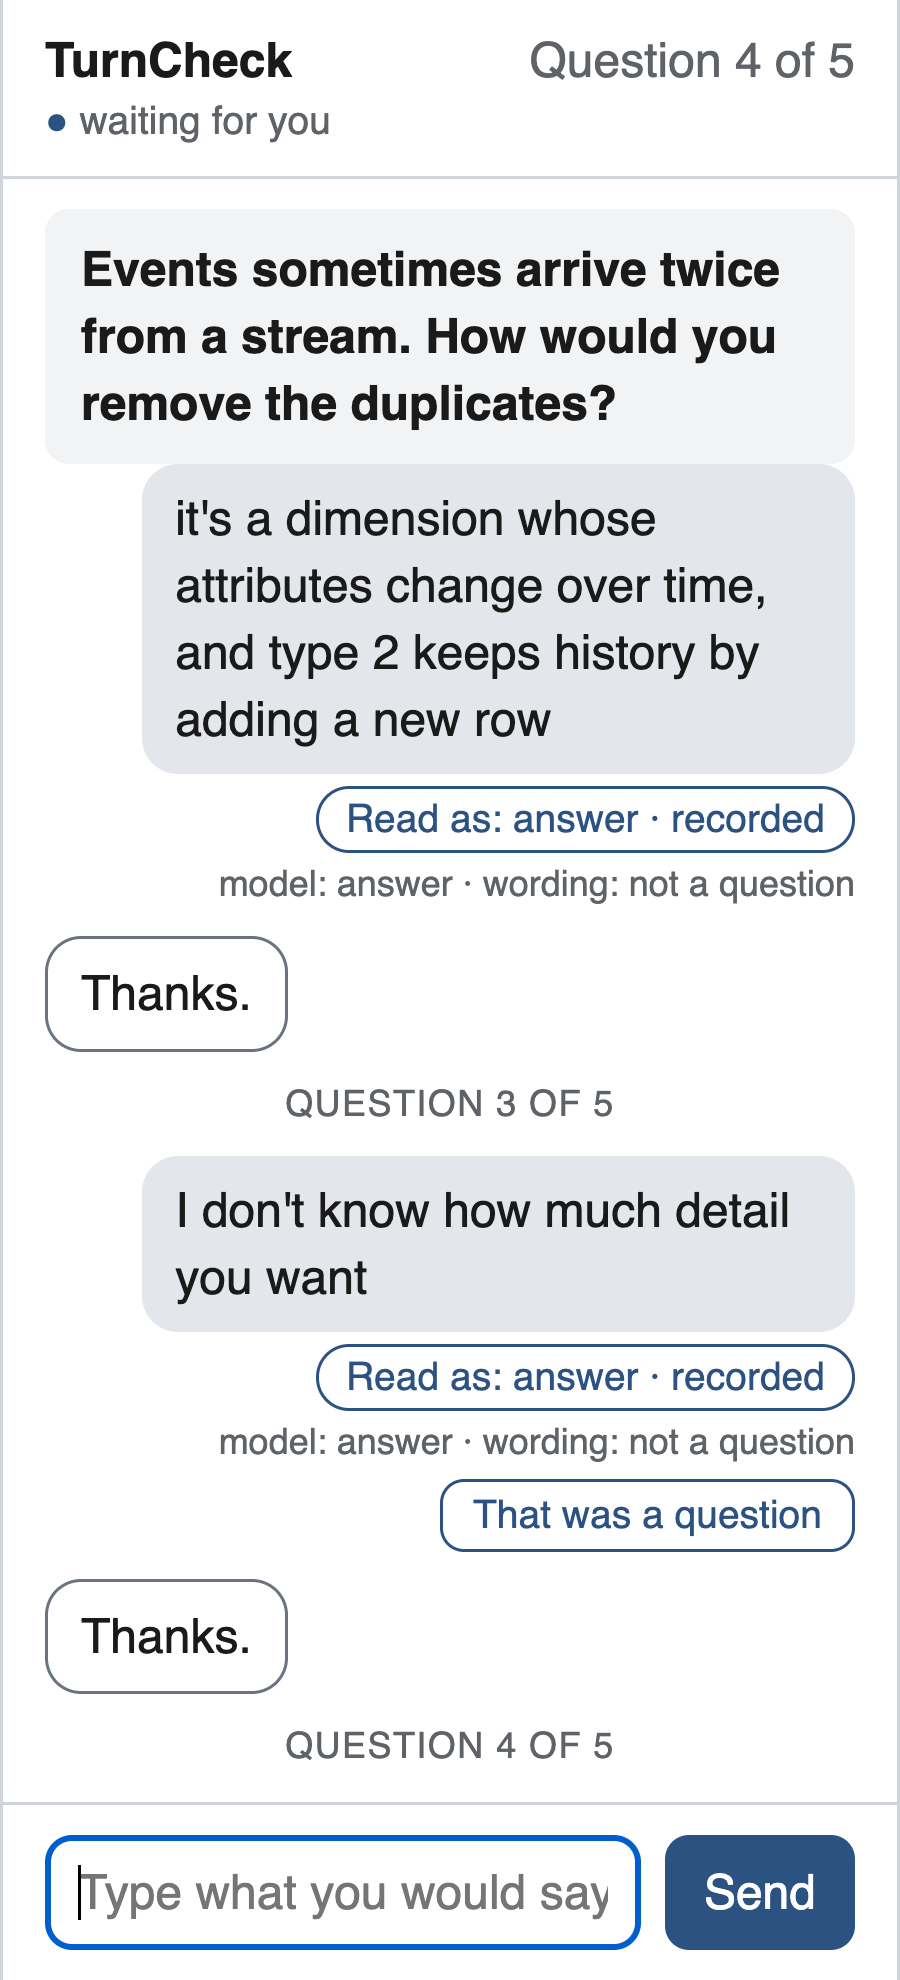 TurnCheck
Question 4 of 5
waiting for you
Events sometimes arrive twice
from a stream. How would you
remove the duplicates?
it's a dimension whose
attributes change over time,
and type 2 keeps history by
adding a new row
Read as: answer · recorded
model: answer · wording: not a question
Thanks.
QUESTION 3 OF 5
I don't know how much detail
you want
Read as: answer · recorded
model: answer · wording: not a question
That was a question
Thanks.
QUESTION 4 OF 5
Type what you would say
Send